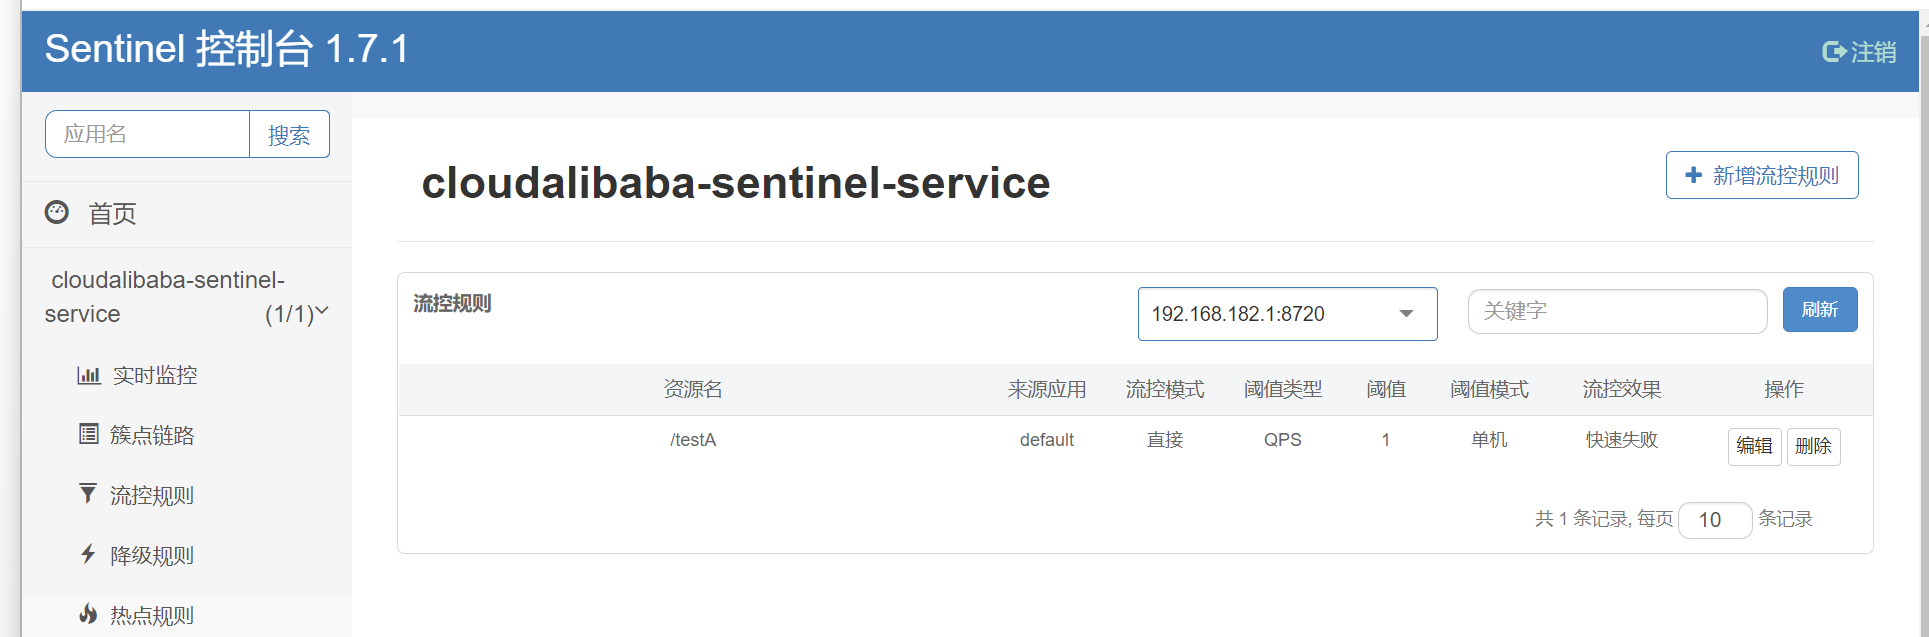 Sentinel 控制台 1.7.1
注销
应用名
搜索
首页
cloudalibaba-sentinel-
service (1/1)
实时监控
簇点链路
流控规则
降级规则
热点规则
cloudalibaba-sentinel-service
新增流控规则
流控规则
192.168.182.1:8720
关键字
刷新
资源名 来源应用 流控模式 阈值类型 阈值 阈值模式 流控效果 操作
/testA default 直接 QPS 1 单机 快速失败 编辑 删除
共 1 条记录, 每页 10 条记录